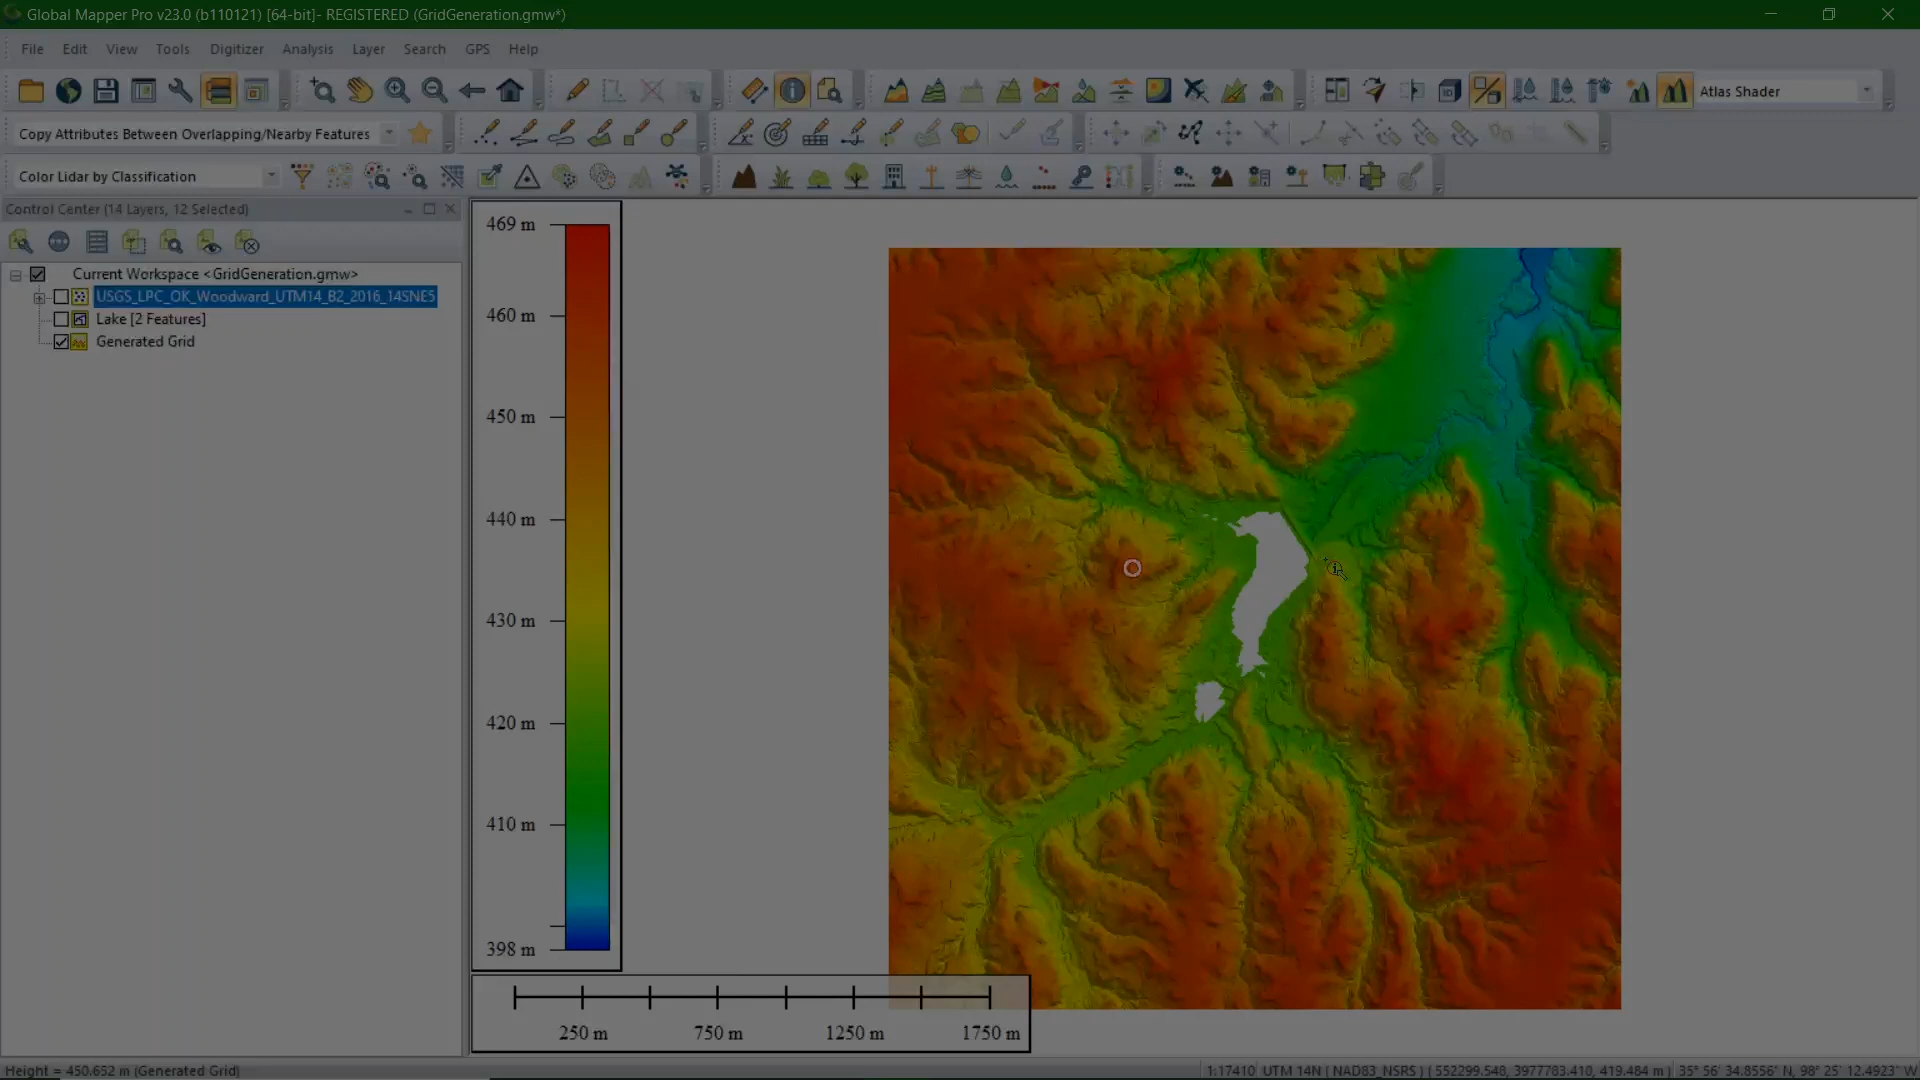 Global Mapper Pro v23.0 (b110121) [64-bit]- REGISTERED (GridGeneration.gmw*)
File Edit View Tools Digitizer Analysis Layer Search GPS Help
Atlas Shader
Copy Attributes Between Overlapping/Nearby Features
Color Lidar by Classification
Control Center (14 Layers, 12 Selected)
Current Workspace <GridGeneration.gmw>
USGS_LPC_OK_Woodward_UTM14_B2_2016_14SNE5
Lake [2 Features]
Generated Grid
469 m
460 m
450 m
440 m
430 m
420 m
410 m
398 m
250 m 750 m 1250 m 1750 m
Height = 450.652 m (Generated Grid)
1:17410 UTM 14N ( NAD83_NSRS ) ( 552299.548, 3977783.410, 419.484 m ) 35° 56' 34.8556" N, 98° 25' 12.4923" W